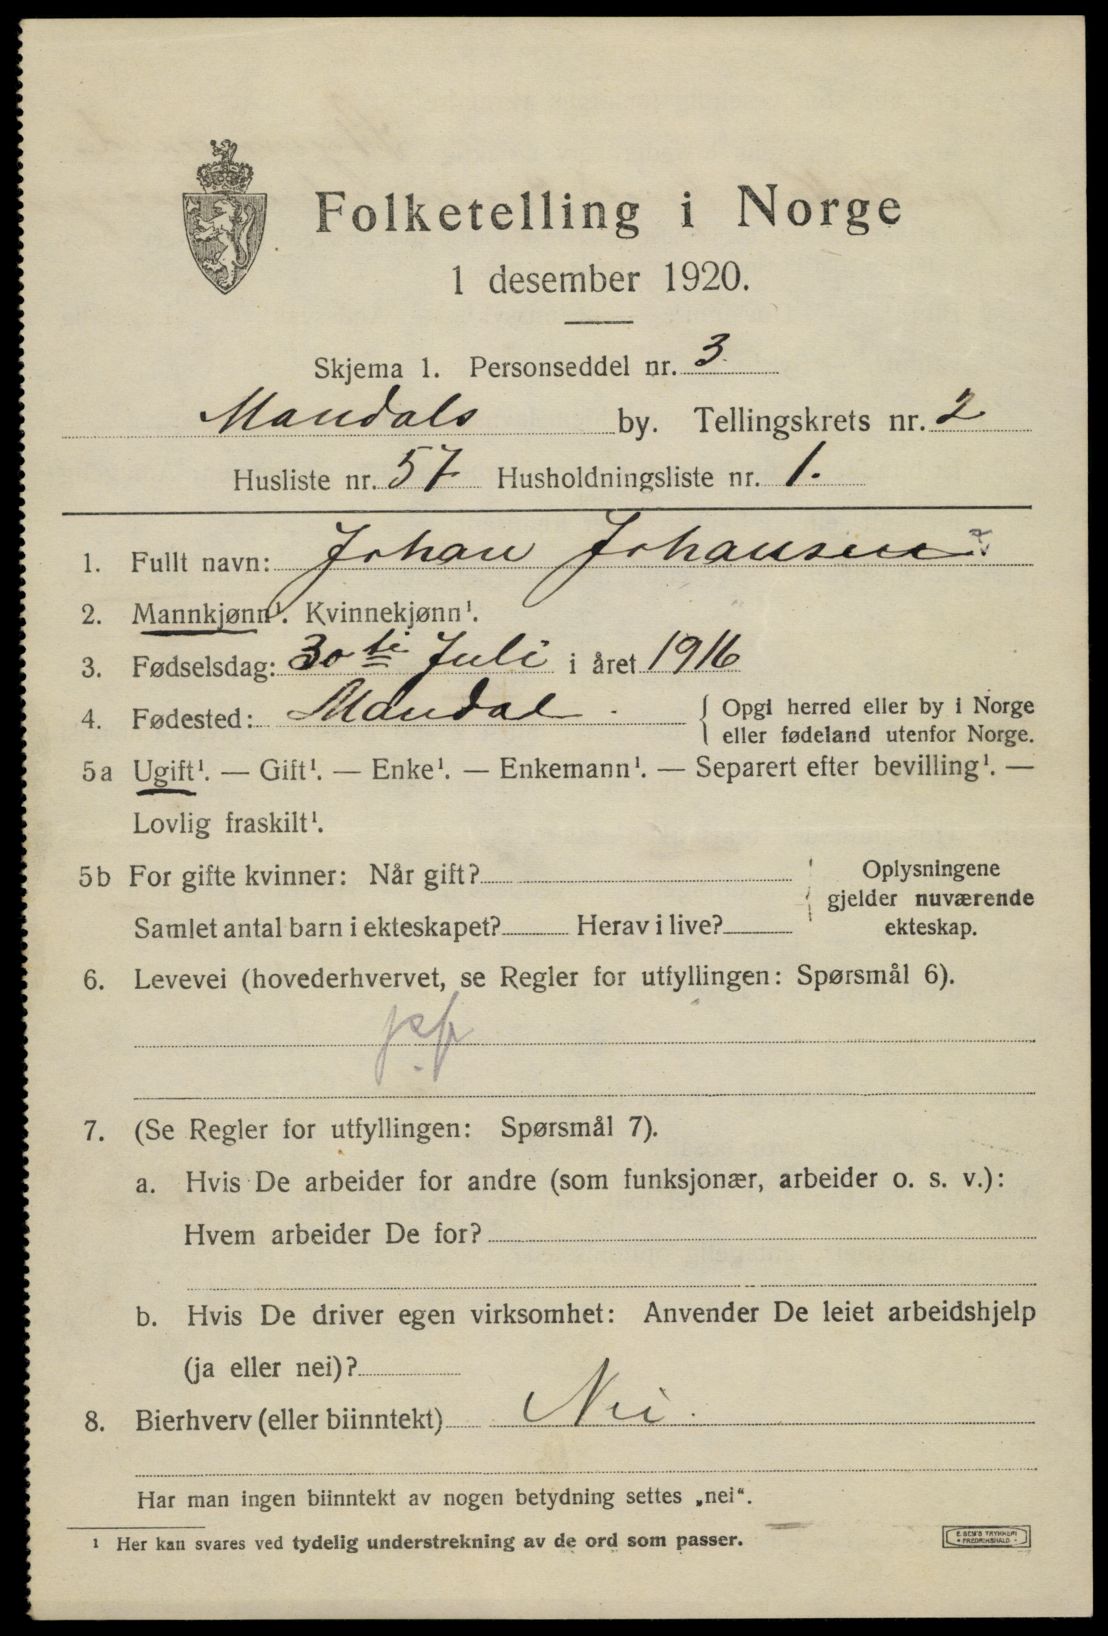 Folketelling i Norge
1 desember 1920.
Skjema 1. Personseddel nr. 3
Mandals by. Tellingskrets nr. 2
Husliste nr. 57 Husholdningsliste nr. 1.
1. Fullt navn: Johan Johansen
2. Mannkjønn¹. Kvinnekjønn¹.
3. Fødselsdag: 30te Juli i året 1916
4. Fødested: Mandal. { Opgi herred eller by i Norge
eller fødeland utenfor Norge.
5a Ugift¹. — Gift¹. — Enke¹. — Enkemann¹. — Separert efter bevilling¹. —
Lovlig fraskilt¹.
5b For gifte kvinner: Når gift? Oplysningene
gjelder nuværende
Samlet antal barn i ekteskapet? Herav i live? ekteskap.
6. Levevei (hovederhvervet, se Regler for utfyllingen: Spørsmål 6).
7. (Se Regler for utfyllingen: Spørsmål 7).
a. Hvis De arbeider for andre (som funksjonær, arbeider o. s. v.):
Hvem arbeider De for?
b. Hvis De driver egen virksomhet: Anvender De leiet arbeidshjelp
(ja eller nei)?
8. Bierhverv (eller biinntekt) Nei.
Har man ingen biinntekt av nogen betydning settes „nei“.
¹ Her kan svares ved tydelig understrekning av de ord som passer.
E. SEM'S TRYKKERI
FREDRIKSHALD